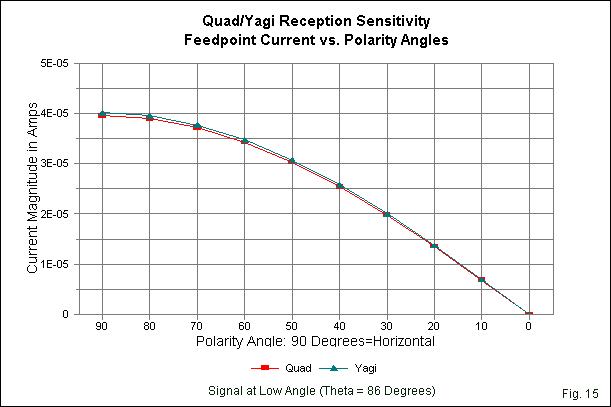 Quad/Yagi Reception Sensitivity
Feedpoint Current vs. Polarity Angles
Current Magnitude in Amps
5E-05
4E-05
3E-05
2E-05
1E-05
0
90 80 70 60 50 40 30 20 10 0
Polarity Angle: 90 Degrees=Horizontal
Quad Yagi
Signal at Low Angle (Theta = 86 Degrees)
Fig. 15